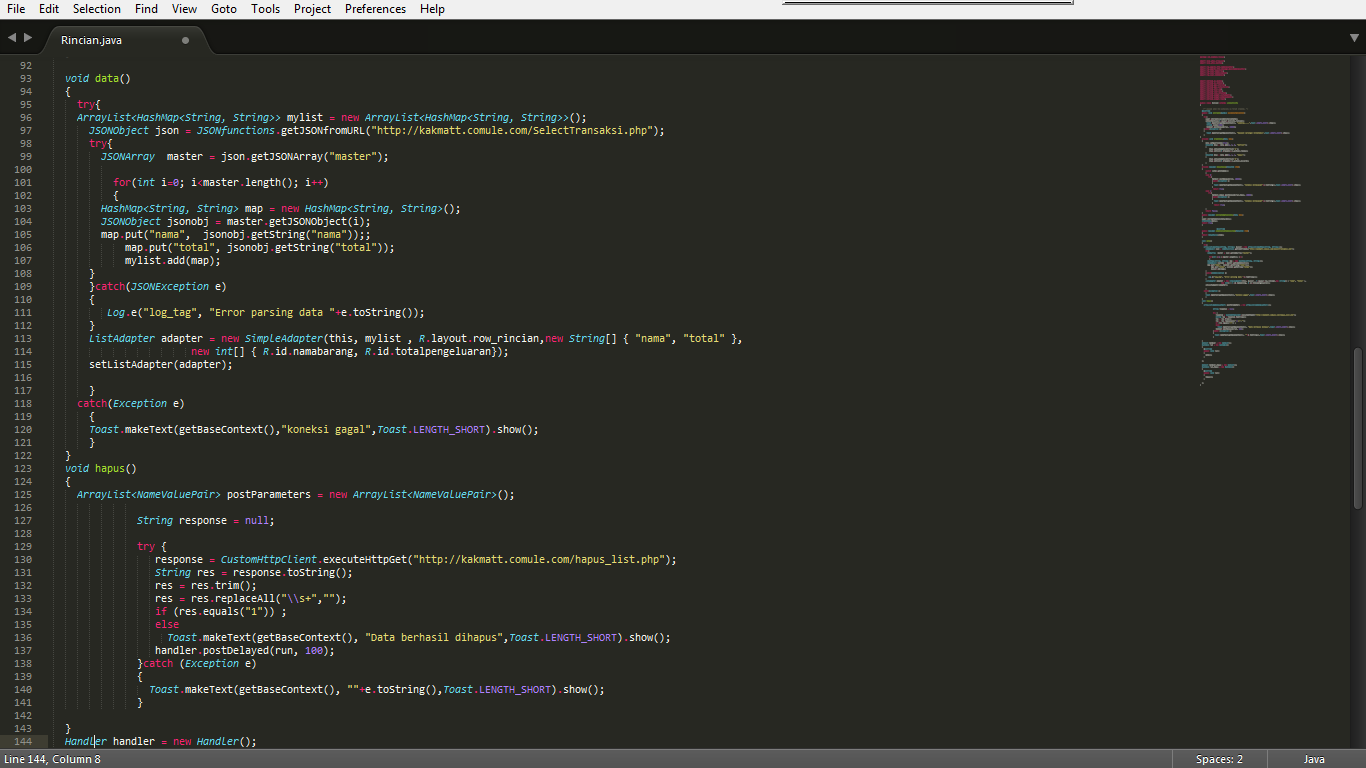 File Edit Selection Find View Goto Tools Project Preferences Help
Rincian.java
92
93 void data()
94 {
95 try{
96 ArrayList<HashMap<String, String>> mylist = new ArrayList<HashMap<String, String>>();
97 JSONObject json = JSONfunctions.getJSONfromURL("http://kakmatt.comule.com/SelectTransaksi.php");
98 try{
99 JSONArray  master = json.getJSONArray("master");
100
101 for(int i=0; i<master.length(); i++)
102 {
103 HashMap<String, String> map = new HashMap<String, String>();
104 JSONObject jsonobj = master.getJSONObject(i);
105 map.put("nama",  jsonobj.getString("nama"));;
106 map.put("total", jsonobj.getString("total"));
107 mylist.add(map);
108 }
109 }catch(JSONException e)
110 {
111 Log.e("log_tag", "Error parsing data "+e.toString());
112 }
113 ListAdapter adapter = new SimpleAdapter(this, mylist , R.layout.row_rincian,new String[] { "nama", "total" },
114 new int[] { R.id.namabarang, R.id.totalpengeluaran});
115 setListAdapter(adapter);
116
117 }
118 catch(Exception e)
119 {
120 Toast.makeText(getBaseContext(),"koneksi gagal",Toast.LENGTH_SHORT).show();
121 }
122 }
123 void hapus()
124 {
125 ArrayList<NameValuePair> postParameters = new ArrayList<NameValuePair>();
126
127 String response = null;
128
129 try {
130 response = CustomHttpClient.executeHttpGet("http://kakmatt.comule.com/hapus_list.php");
131 String res = response.toString();
132 res = res.trim();
133 res = res.replaceAll("\\s+","");
134 if (res.equals("1")) ;
135 else
136 Toast.makeText(getBaseContext(), "Data berhasil dihapus",Toast.LENGTH_SHORT).show();
137 handler.postDelayed(run, 100);
138 }catch (Exception e)
139 {
140 Toast.makeText(getBaseContext(), ""+e.toString(),Toast.LENGTH_SHORT).show();
141 }
142
143 }
144 Handler handler = new Handler();
Line 144, Column 8 Spaces: 2 Java